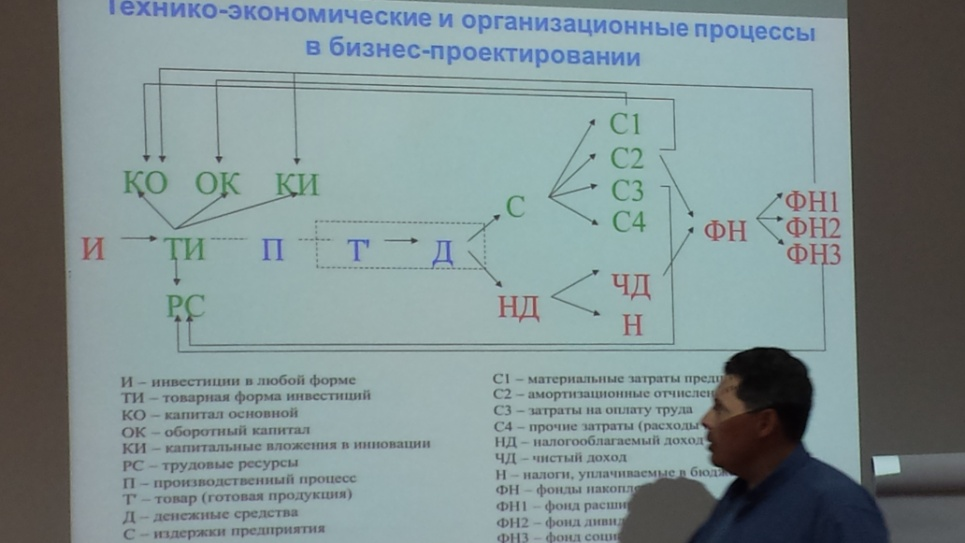 Технико-экономические и организационные процессы
в бизнес-проектировании
С1
С2
С3
С4
КО ОК КИ
С
ФН
ФН1
ФН2
ФН3
И ТИ П Т' Д
РС
НД
ЧД
Н
И – инвестиции в любой форме
ТИ – товарная форма инвестиций
КО – капитал основной
ОК – оборотный капитал
КИ – капитальные вложения в инновации
РС – трудовые ресурсы
П – производственный процесс
Т' – товар (готовая продукция)
Д – денежные средства
С – издержки предприятия
С1 – материальные затраты
С2 – амортизационные
С3 – затраты на оплату труда
С4 – прочие затраты (расходы
НД – налогооблагаемый доход
ЧД – чистый доход
Н – налоги, уплачиваемые в
ФН – фонды
ФН1 – фонд
ФН2 – фонд
ФН3 – фонд